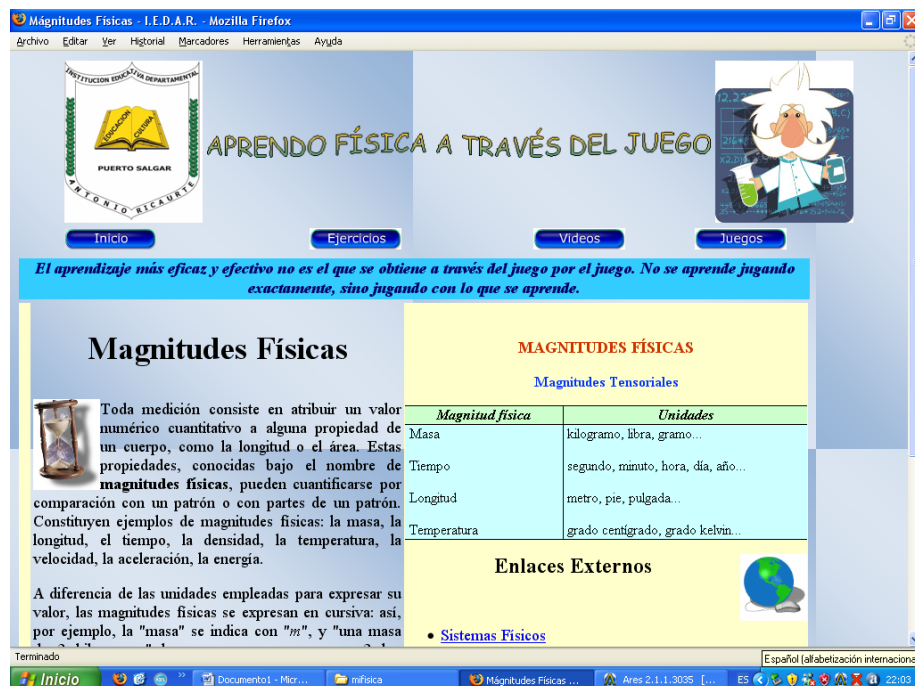 Mágnitudes Físicas - I.E.D.A.R. - Mozilla Firefox
Archivo Editar Ver Historial Marcadores Herramientas Ayuda
INSTITUCION EDUCATIVA DEPARTAMENTAL
EDUCACION CULTURA
PUERTO SALGAR
ANTONIO RICAURTE
APRENDO FÍSICA A TRAVÉS DEL JUEGO
Inicio Ejercicios Videos Juegos
El aprendizaje más eficaz y efectivo no es el que se obtiene a través del juego por el juego. No se aprende jugando
exactamente, sino jugando con lo que se aprende.
Magnitudes Físicas
Toda medición consiste en atribuir un valor
numérico cuantitativo a alguna propiedad de
un cuerpo, como la longitud o el área. Estas
propiedades, conocidas bajo el nombre de
magnitudes físicas, pueden cuantificarse por
comparación con un patrón o con partes de un patrón.
Constituyen ejemplos de magnitudes físicas: la masa, la
longitud, el tiempo, la densidad, la temperatura, la
velocidad, la aceleración, la energía.
A diferencia de las unidades empleadas para expresar su
valor, las magnitudes físicas se expresan en cursiva: así,
por ejemplo, la "masa" se indica con "m", y "una masa
MAGNITUDES FÍSICAS
Magnitudes Tensoriales
Magnitud física Unidades
Masa kilogramo, libra, gramo...
Tiempo segundo, minuto, hora, día, año...
Longitud metro, pie, pulgada...
Temperatura grado centígrado, grado kelvin...
Enlaces Externos
Sistemas Físicos
Terminado
Español (alfabetización internaciona
Inicio Documento1 - Micr... mifisica Mágnitudes Físicas ... Ares 2.1.1.3035 [... ES 22:03